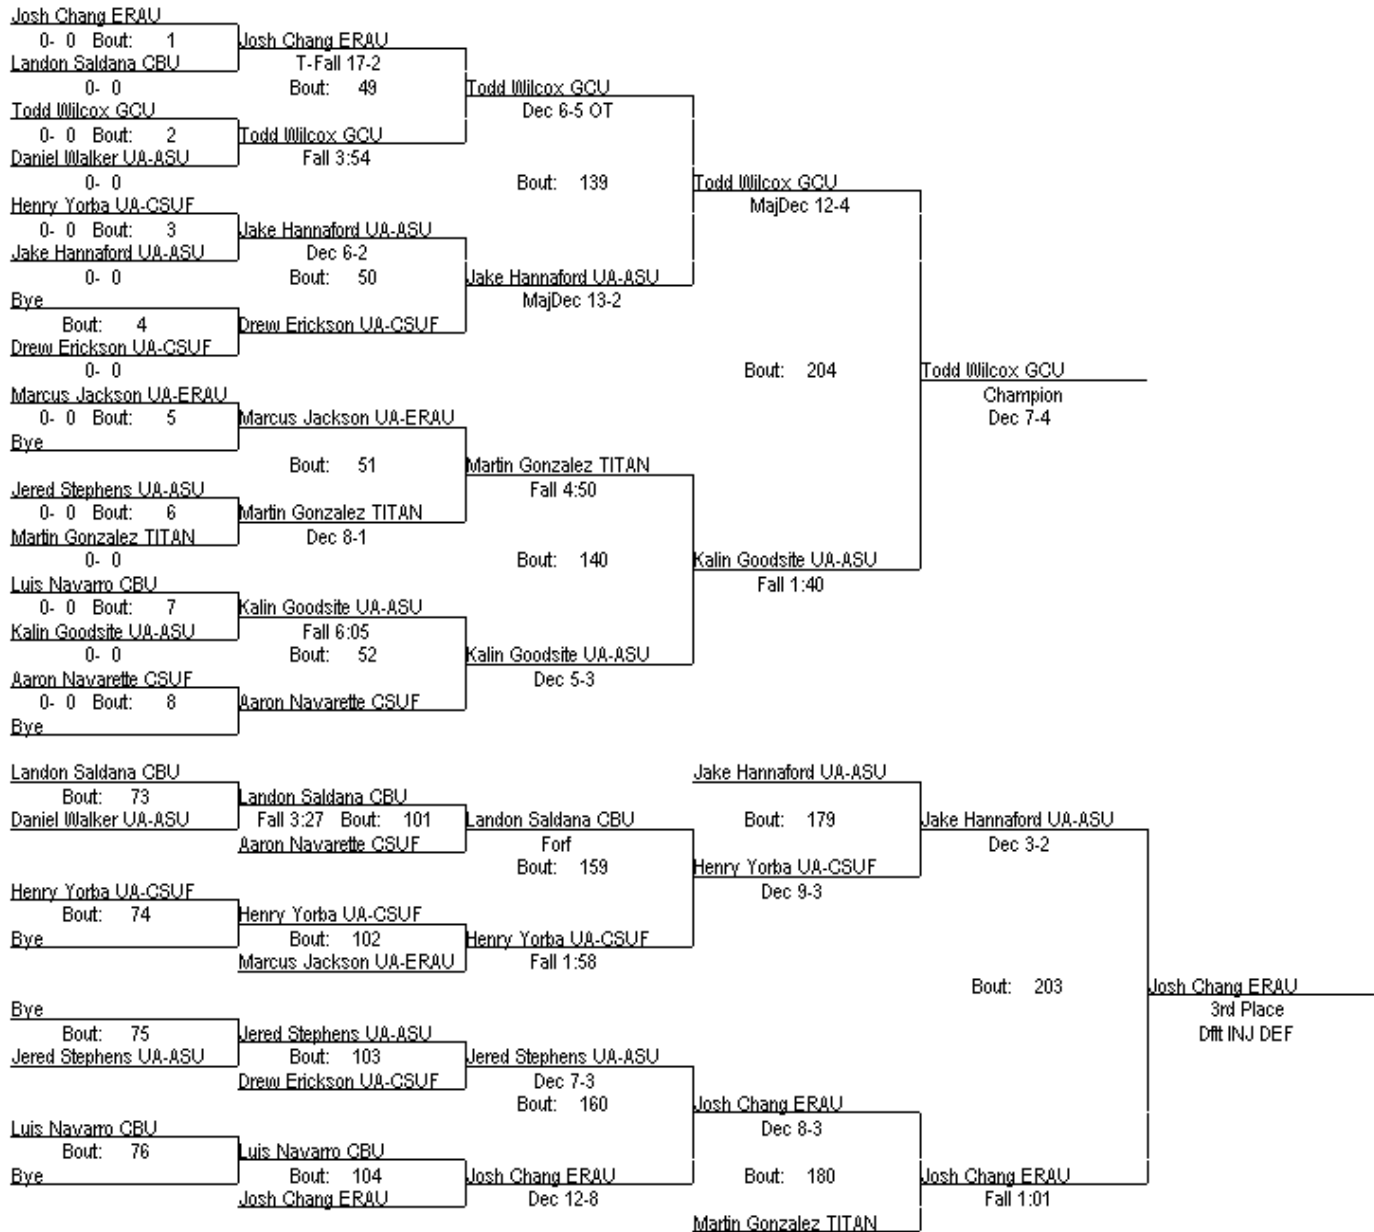 Josh Chang ERAU
0- 0 Bout: 1 Josh Chang ERAU
Landon Saldana CBU T-Fall 17-2
0- 0 Bout: 49 Todd Wilcox GCU
Todd Wilcox GCU Dec 6-5 OT
0- 0 Bout: 2 Todd Wilcox GCU
Daniel Walker UA-ASU Fall 3:54
0- 0 Bout: 139 Todd Wilcox GCU
Henry Yorba UA-CSUF MajDec 12-4
0- 0 Bout: 3 Jake Hannaford UA-ASU
Jake Hannaford UA-ASU Dec 6-2
0- 0 Bout: 50 Jake Hannaford UA-ASU
Bye MajDec 13-2
Bout: 4 Drew Erickson UA-CSUF
Drew Erickson UA-CSUF
0- 0 Bout: 204 Todd Wilcox GCU
Marcus Jackson UA-ERAU Champion
0- 0 Bout: 5 Marcus Jackson UA-ERAU Dec 7-4
Bye
Bout: 51 Martin Gonzalez TITAN
Jered Stephens UA-ASU Fall 4:50
0- 0 Bout: 6 Martin Gonzalez TITAN
Martin Gonzalez TITAN Dec 8-1
0- 0 Bout: 140 Kalin Goodsite UA-ASU
Luis Navarro CBU Fall 1:40
0- 0 Bout: 7 Kalin Goodsite UA-ASU
Kalin Goodsite UA-ASU Fall 6:05
0- 0 Bout: 52 Kalin Goodsite UA-ASU
Aaron Navarette CSUF Dec 5-3
0- 0 Bout: 8 Aaron Navarette CSUF
Bye
Landon Saldana CBU Jake Hannaford UA-ASU
Bout: 73 Landon Saldana CBU
Daniel Walker UA-ASU Fall 3:27 Bout: 101 Landon Saldana CBU Bout: 179 Jake Hannaford UA-ASU
Aaron Navarette CSUF Forf Dec 3-2
Bout: 159 Henry Yorba UA-CSUF
Henry Yorba UA-CSUF Dec 9-3
Bout: 74 Henry Yorba UA-CSUF
Bye Bout: 102 Henry Yorba UA-CSUF
Marcus Jackson UA-ERAU Fall 1:58
Bout: 203 Josh Chang ERAU
Bye 3rd Place
Bout: 75 Jered Stephens UA-ASU Dftt INJ DEF
Jered Stephens UA-ASU Bout: 103 Jered Stephens UA-ASU
Drew Erickson UA-CSUF Dec 7-3
Bout: 160 Josh Chang ERAU
Luis Navarro CBU Dec 8-3
Bout: 76 Luis Navarro CBU
Bye Bout: 104 Josh Chang ERAU Bout: 180 Josh Chang ERAU
Josh Chang ERAU Dec 12-8 Fall 1:01
Martin Gonzalez TITAN